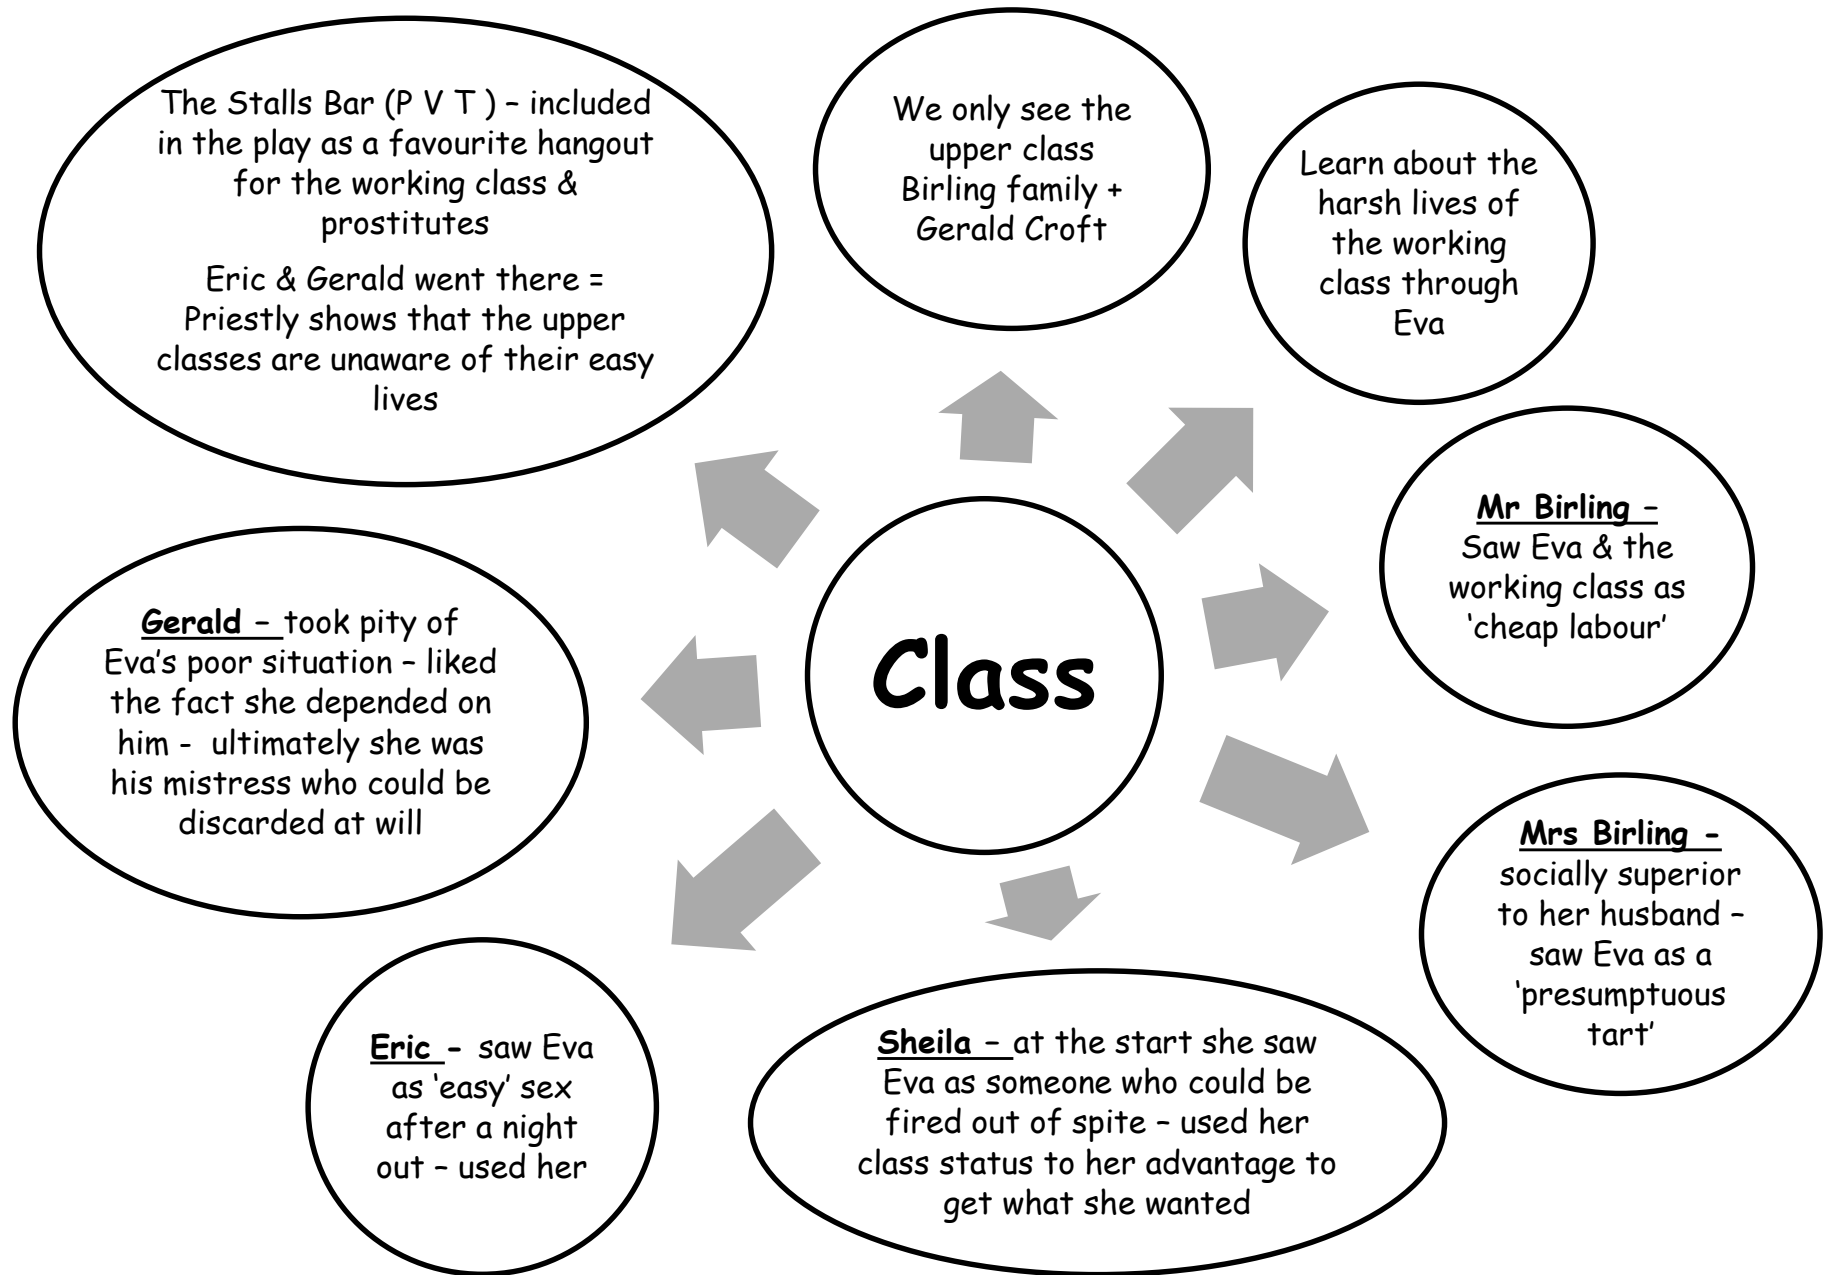 The Stalls Bar (P V T ) – included
in the play as a favourite hangout
for the working class &
prostitutes
Eric & Gerald went there =
Priestly shows that the upper
classes are unaware of their easy
lives
We only see the
upper class
Birling family +
Gerald Croft
Learn about the
harsh lives of
the working
class through
Eva
Mr Birling –
Saw Eva & the
working class as
‘cheap labour’
Mrs Birling -
socially superior
to her husband –
saw Eva as a
‘presumptuous
tart’
Sheila – at the start she saw
Eva as someone who could be
fired out of spite – used her
class status to her advantage to
get what she wanted
Eric - saw Eva
as ‘easy’ sex
after a night
out – used her
Gerald – took pity of
Eva’s poor situation – liked
the fact she depended on
him - ultimately she was
his mistress who could be
discarded at will
Class